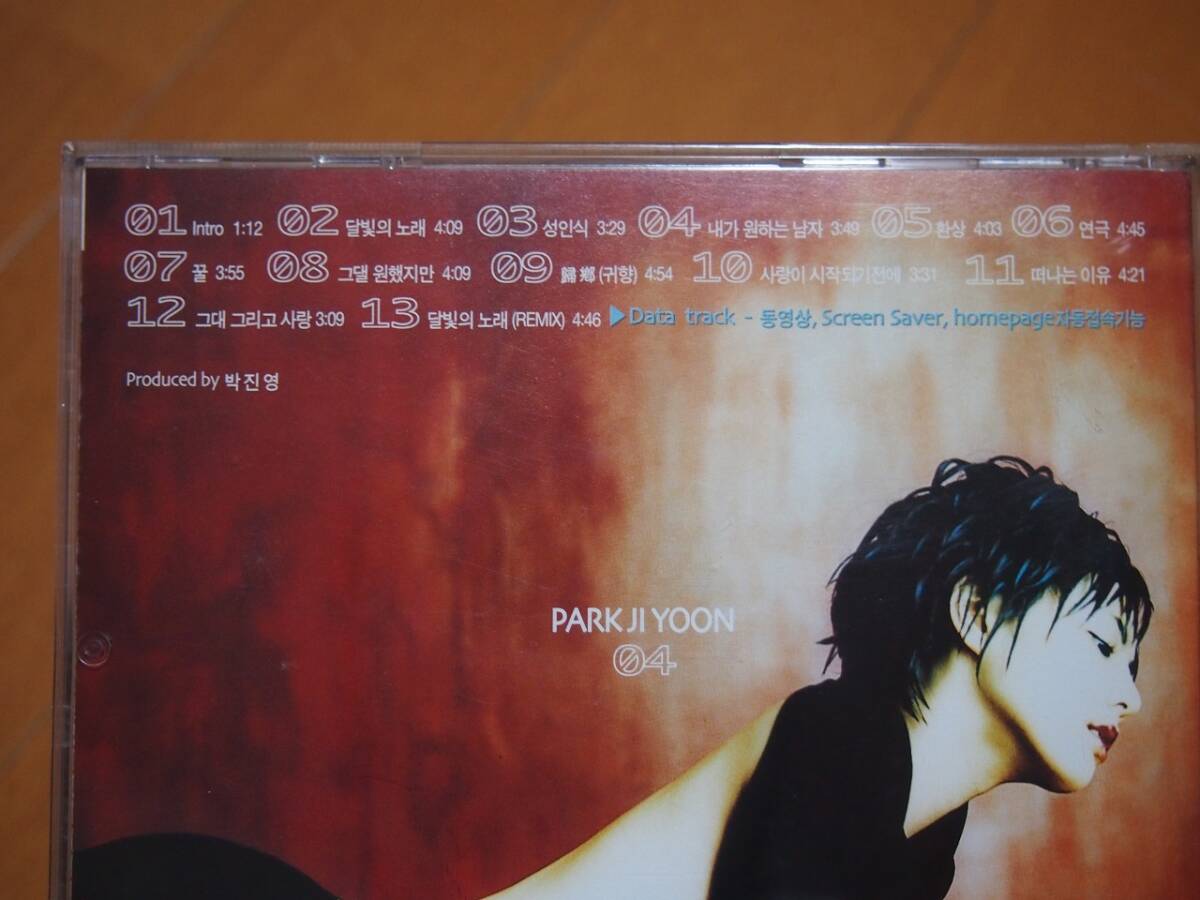 01 Intro 1:12 02 달빛의 노래 4:09 03 성인식 3:29 04 내가 원하는 남자 3:49 05 환상 4:03 06 연극 4:45
07 꿀 3:55 08 그댈 원했지만 4:09 09 歸鄕 (귀향) 4:54 10 사랑이 시작되기전에 3:31 11 떠나는 이유 4:21
12 그대 그리고 사랑 3:09 13 달빛의 노래 (REMIX) 4:46 ▶Data track - 동영상, Screen Saver, homepage자동접속기능
Produced by 박진영
PARK JI YOON
04